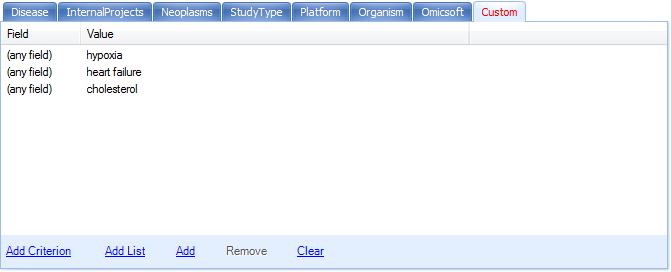 Disease InternalProjects Neoplasms StudyType Platform Organism Omicsoft Custom
Field Value
(any field) hypoxia
(any field) heart failure
(any field) cholesterol
Add Criterion Add List Add Remove Clear